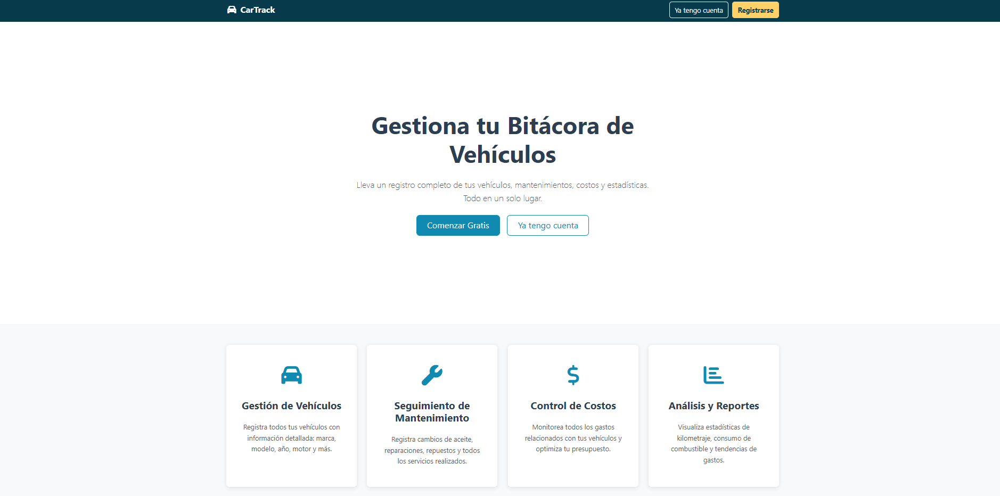 CarTrack
Ya tengo cuenta
Registrarse
Gestiona tu Bitácora de
Vehículos
Lleva un registro completo de tus vehículos, mantenimientos, costos y estadísticas.
Todo en un solo lugar.
Comenzar Gratis
Ya tengo cuenta
Gestión de Vehículos
Registra todos tus vehículos con
información detallada: marca,
modelo, año, motor y más.
Seguimiento de
Mantenimiento
Registra cambios de aceite,
reparaciones, repuestos y todos
los servicios realizados.
Control de Costos
Monitorea todos los gastos
relacionados con tus vehículos y
optimiza tu presupuesto.
Análisis y Reportes
Visualiza estadísticas de
kilometraje, consumo de
combustible y tendencias de
gastos.